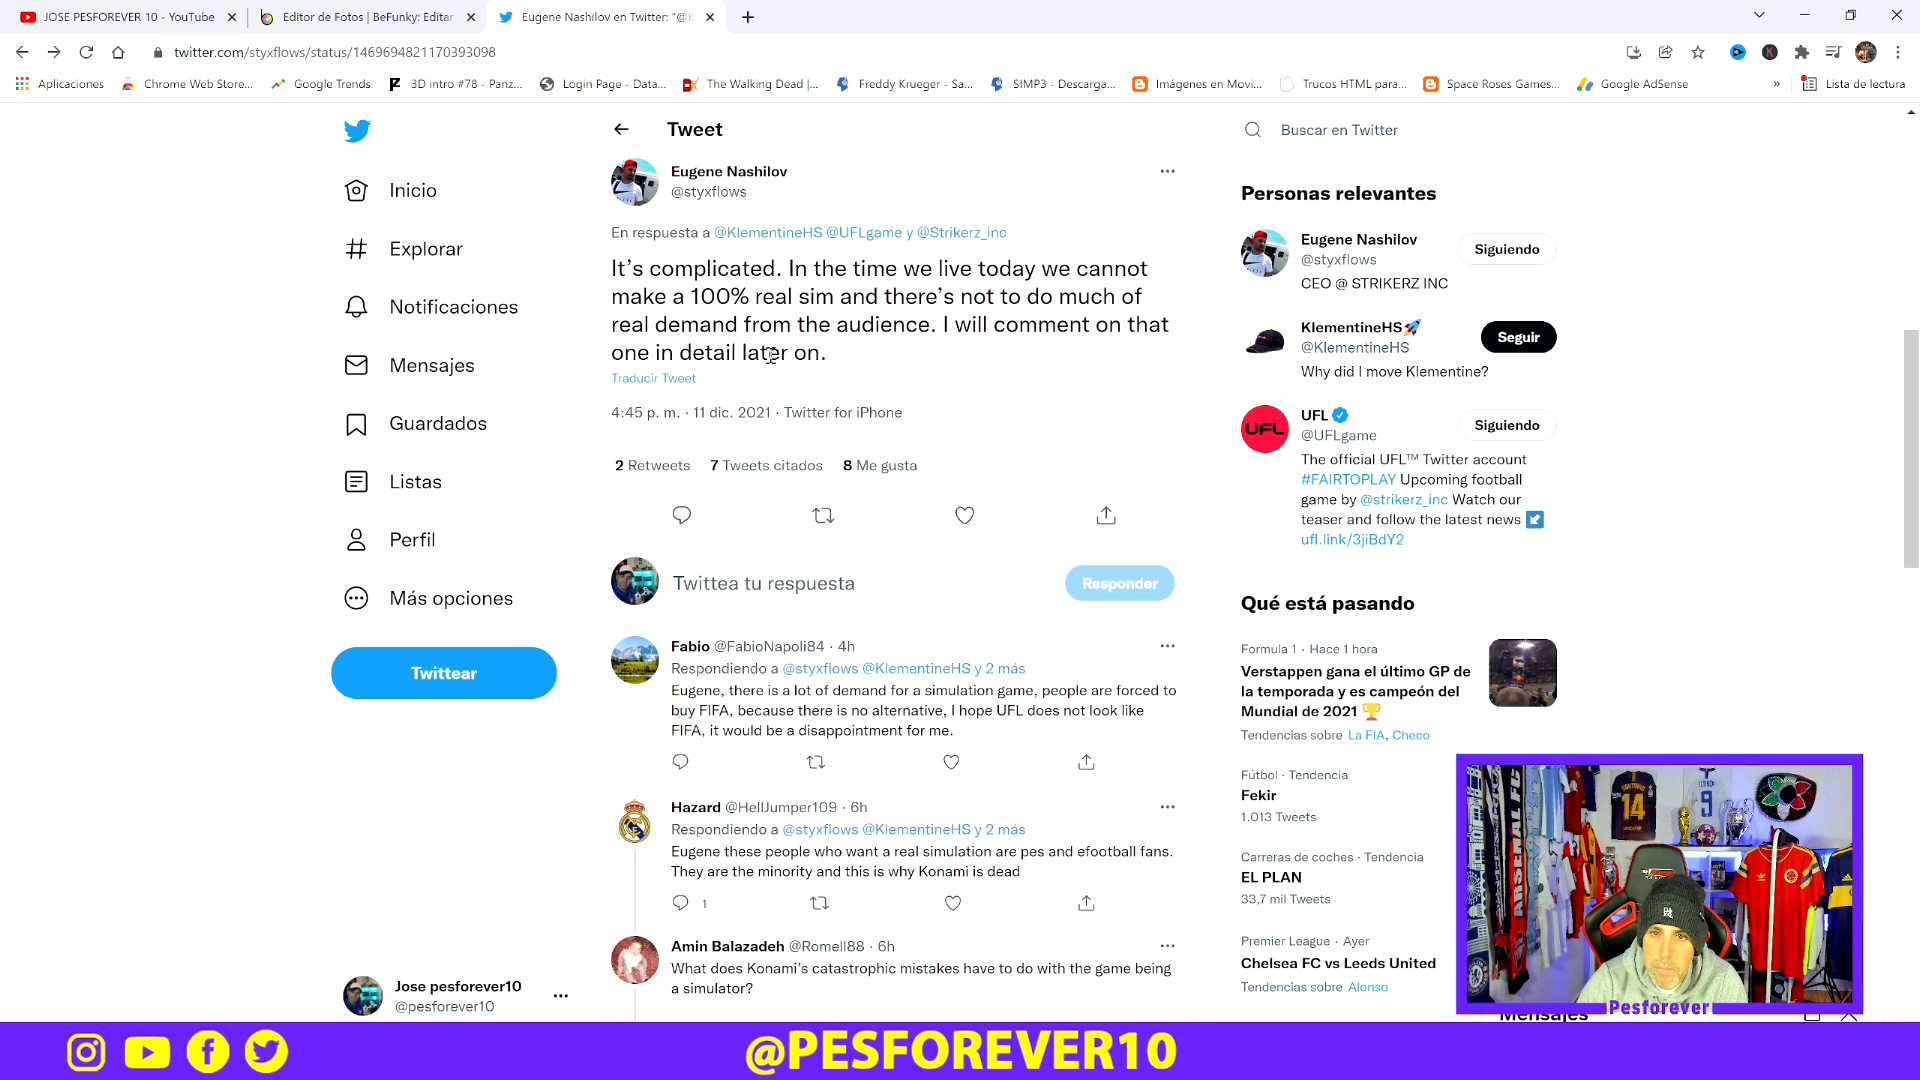 JOSE PESFOREVER 10 - YouTube
Editor de Fotos | BeFunky: Editar
Eugene Nashilov en Twitter: "@K
twitter.com/styxflows/status/1469694821170393098
Aplicaciones
Chrome Web Store...
Google Trends
3D intro #78 - Panz...
Login Page - Data...
The Walking Dead |...
Freddy Krueger - Sa...
SIMP3 - Descarga...
Imágenes en Movi...
Trucos HTML para...
Space Roses Games...
Google AdSense
»
Lista de lectura
Inicio
Explorar
Notificaciones
Mensajes
Guardados
Listas
Perfil
Más opciones
Twittear
Jose pesforever10
@pesforever10
Tweet
Eugene Nashilov
@styxflows
En respuesta a @KlementineHS @UFLgame y @Strikerz_inc
It's complicated. In the time we live today we cannot
make a 100% real sim and there's not to do much of
real demand from the audience. I will comment on that
one in detail later on.
Traducir Tweet
4:45 p. m. · 11 dic. 2021 · Twitter for iPhone
2 Retweets 7 Tweets citados 8 Me gusta
Twittea tu respuesta
Responder
Fabio @FabioNapoli84 · 4h
Respondiendo a @styxflows @KlementineHS y 2 más
Eugene, there is a lot of demand for a simulation game, people are forced to
buy FIFA, because there is no alternative, I hope UFL does not look like
FIFA, it would be a disappointment for me.
Hazard @HellJumper109 · 6h
Respondiendo a @styxflows @KlementineHS y 2 más
Eugene these people who want a real simulation are pes and efootball fans.
They are the minority and this is why Konami is dead
1
Amin Balazadeh @Romell88 · 6h
What does Konami's catastrophic mistakes have to do with the game being
a simulator?
Buscar en Twitter
Personas relevantes
Eugene Nashilov
@styxflows
Siguiendo
CEO @ STRIKERZ INC
KlementineHS🚀
@KlementineHS
Seguir
Why did I move Klementine?
UFL
UFL
@UFLgame
Siguiendo
The official UFL™ Twitter account
#FAIRTOPLAY Upcoming football
game by @strikerz_inc Watch our
teaser and follow the latest news ↙️
ufl.link/3jiBdY2
Qué está pasando
Formula 1 · Hace 1 hora
Verstappen gana el último GP de
la temporada y es campeón del
Mundial de 2021 🏆
Tendencias sobre La FIA, Checo
Fútbol · Tendencia
Fekir
1.013 Tweets
Carreras de coches · Tendencia
EL PLAN
33,7 mil Tweets
Premier League · Ayer
Chelsea FC vs Leeds United
Tendencias sobre Alonso
Mensajes
ARSENAL FC
14
9
Pesforever
@PESFOREVER10